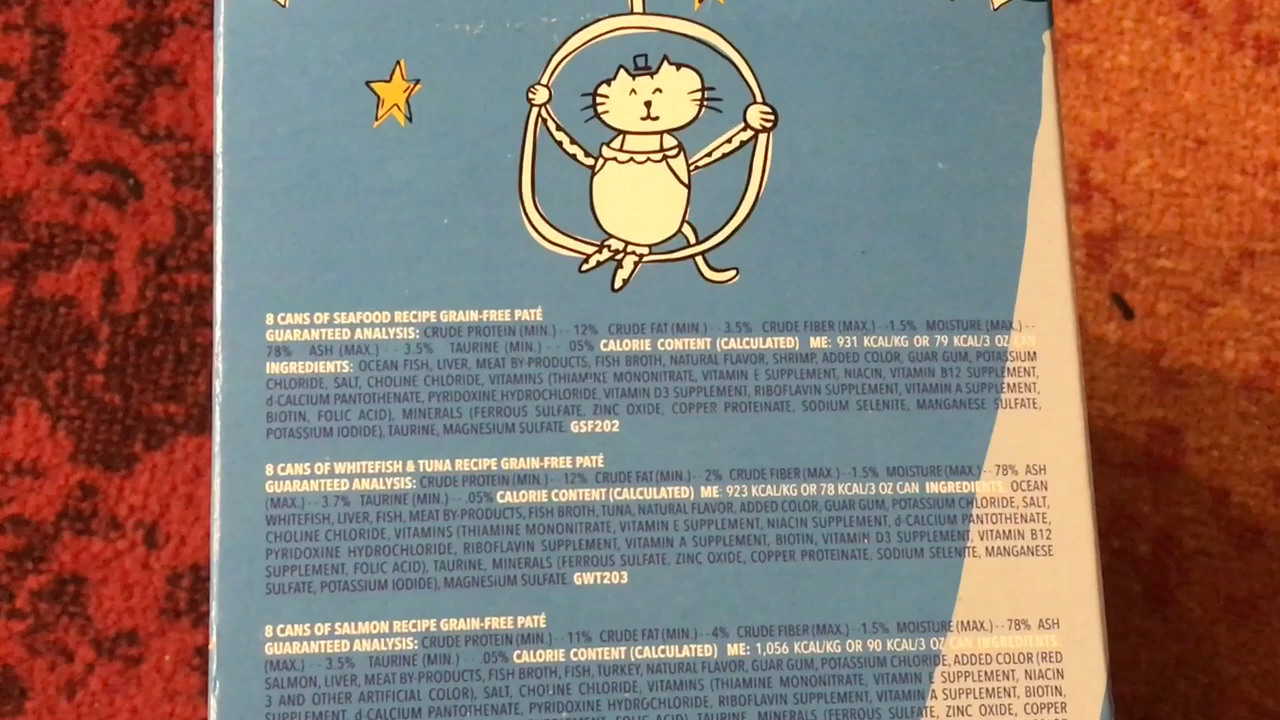 8 CANS OF SEAFOOD RECIPE GRAIN-FREE PATÉ
GUARANTEED ANALYSIS: CRUDE PROTEIN (MIN.) - - 12% CRUDE FAT (MIN.) - - 3.5% CRUDE FIBER (MAX.) - -1.5% MOISTURE (MAX.) - -
78% ASH (MAX.) - - 3.5% TAURINE (MIN.) - - .05% CALORIE CONTENT (CALCULATED) ME: 931 KCAL/KG OR 79 KCAL/3 OZ CAN
INGREDIENTS: OCEAN FISH, LIVER, MEAT BY-PRODUCTS, FISH BROTH, NATURAL FLAVOR, SHRIMP, ADDED COLOR, GUAR GUM, POTASSIUM
CHLORIDE, SALT, CHOLINE CHLORIDE, VITAMINS (THIAMINE MONONITRATE, VITAMIN E SUPPLEMENT, NIACIN, VITAMIN B12 SUPPLEMENT,
d-CALCIUM PANTOTHENATE, PYRIDOXINE HYDROCHLORIDE, VITAMIN D3 SUPPLEMENT, RIBOFLAVIN SUPPLEMENT, VITAMIN A SUPPLEMENT,
BIOTIN, FOLIC ACID), MINERALS (FERROUS SULFATE, ZINC OXIDE, COPPER PROTEINATE, SODIUM SELENITE, MANGANESE SULFATE,
POTASSIUM IODIDE), TAURINE, MAGNESIUM SULFATE. GSF202
8 CANS OF WHITEFISH & TUNA RECIPE GRAIN-FREE PATÉ
GUARANTEED ANALYSIS: CRUDE PROTEIN (MIN.) - - 12% CRUDE FAT (MIN.) - - 2% CRUDE FIBER (MAX.) - -1.5% MOISTURE (MAX.) - - 78% ASH
(MAX.) - - 3.7% TAURINE (MIN.) - - .05% CALORIE CONTENT (CALCULATED) ME: 923 KCAL/KG OR 78 KCAL/3 OZ CAN INGREDIENTS: OCEAN
WHITEFISH, LIVER, FISH, MEAT BY-PRODUCTS, FISH BROTH, TUNA, NATURAL FLAVOR, ADDED COLOR, GUAR GUM, POTASSIUM CHLORIDE, SALT,
CHOLINE CHLORIDE, VITAMINS (THIAMINE MONONITRATE, VITAMIN E SUPPLEMENT, NIACIN SUPPLEMENT, d-CALCIUM PANTOTHENATE,
PYRIDOXINE HYDROCHLORIDE, RIBOFLAVIN SUPPLEMENT, VITAMIN A SUPPLEMENT, BIOTIN, VITAMIN D3 SUPPLEMENT, VITAMIN B12
SUPPLEMENT, FOLIC ACID), TAURINE, MINERALS (FERROUS SULFATE, ZINC OXIDE, COPPER PROTEINATE, SODIUM SELENITE, MANGANESE
SULFATE, POTASSIUM IODIDE), MAGNESIUM SULFATE. GWT203
8 CANS OF SALMON RECIPE GRAIN-FREE PATÉ
GUARANTEED ANALYSIS: CRUDE PROTEIN (MIN.) - - 11% CRUDE FAT (MIN.) - - 4% CRUDE FIBER (MAX.) - -1.5% MOISTURE (MAX.) - - 78% ASH
(MAX.) - - 3.5% TAURINE (MIN.) - - .05% CALORIE CONTENT (CALCULATED) ME: 1,056 KCAL/KG OR 90 KCAL/3 OZ CAN INGREDIENTS:
SALMON, LIVER, MEAT BY-PRODUCTS, FISH BROTH, FISH, TURKEY, NATURAL FLAVOR, GUAR GUM, POTASSIUM CHLORIDE, ADDED COLOR (RED
3 AND OTHER ARTIFICIAL COLOR), SALT, CHOLINE CHLORIDE, VITAMINS (THIAMINE MONONITRATE, VITAMIN E SUPPLEMENT, NIACIN
SUPPLEMENT, d-CALCIUM PANTOTHENATE, PYRIDOXINE HYDROCHLORIDE, RIBOFLAVIN SUPPLEMENT, VITAMIN A SUPPLEMENT, BIOTIN,
SUPPLEMENT, FOLIC ACID), TAURINE, MINERALS (FERROUS SULFATE, ZINC OXIDE, COPPER